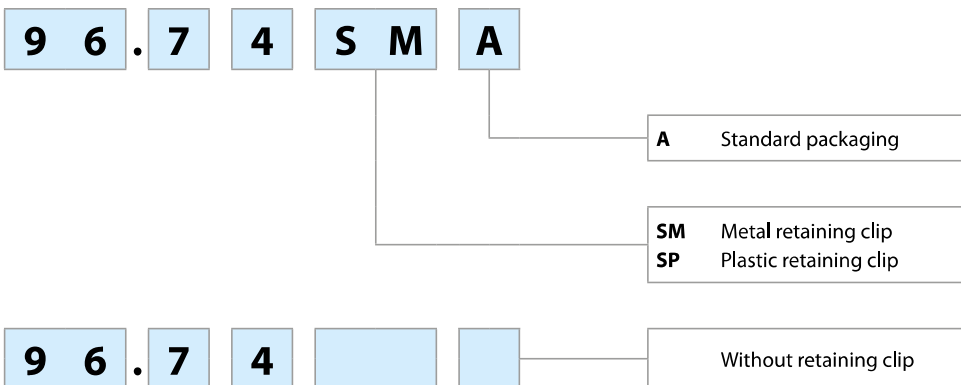 9 6 . 7 4 S M A
A Standard packaging
SM Metal retaining clip
SP Plastic retaining clip
9 6 . 7 4
Without retaining clip